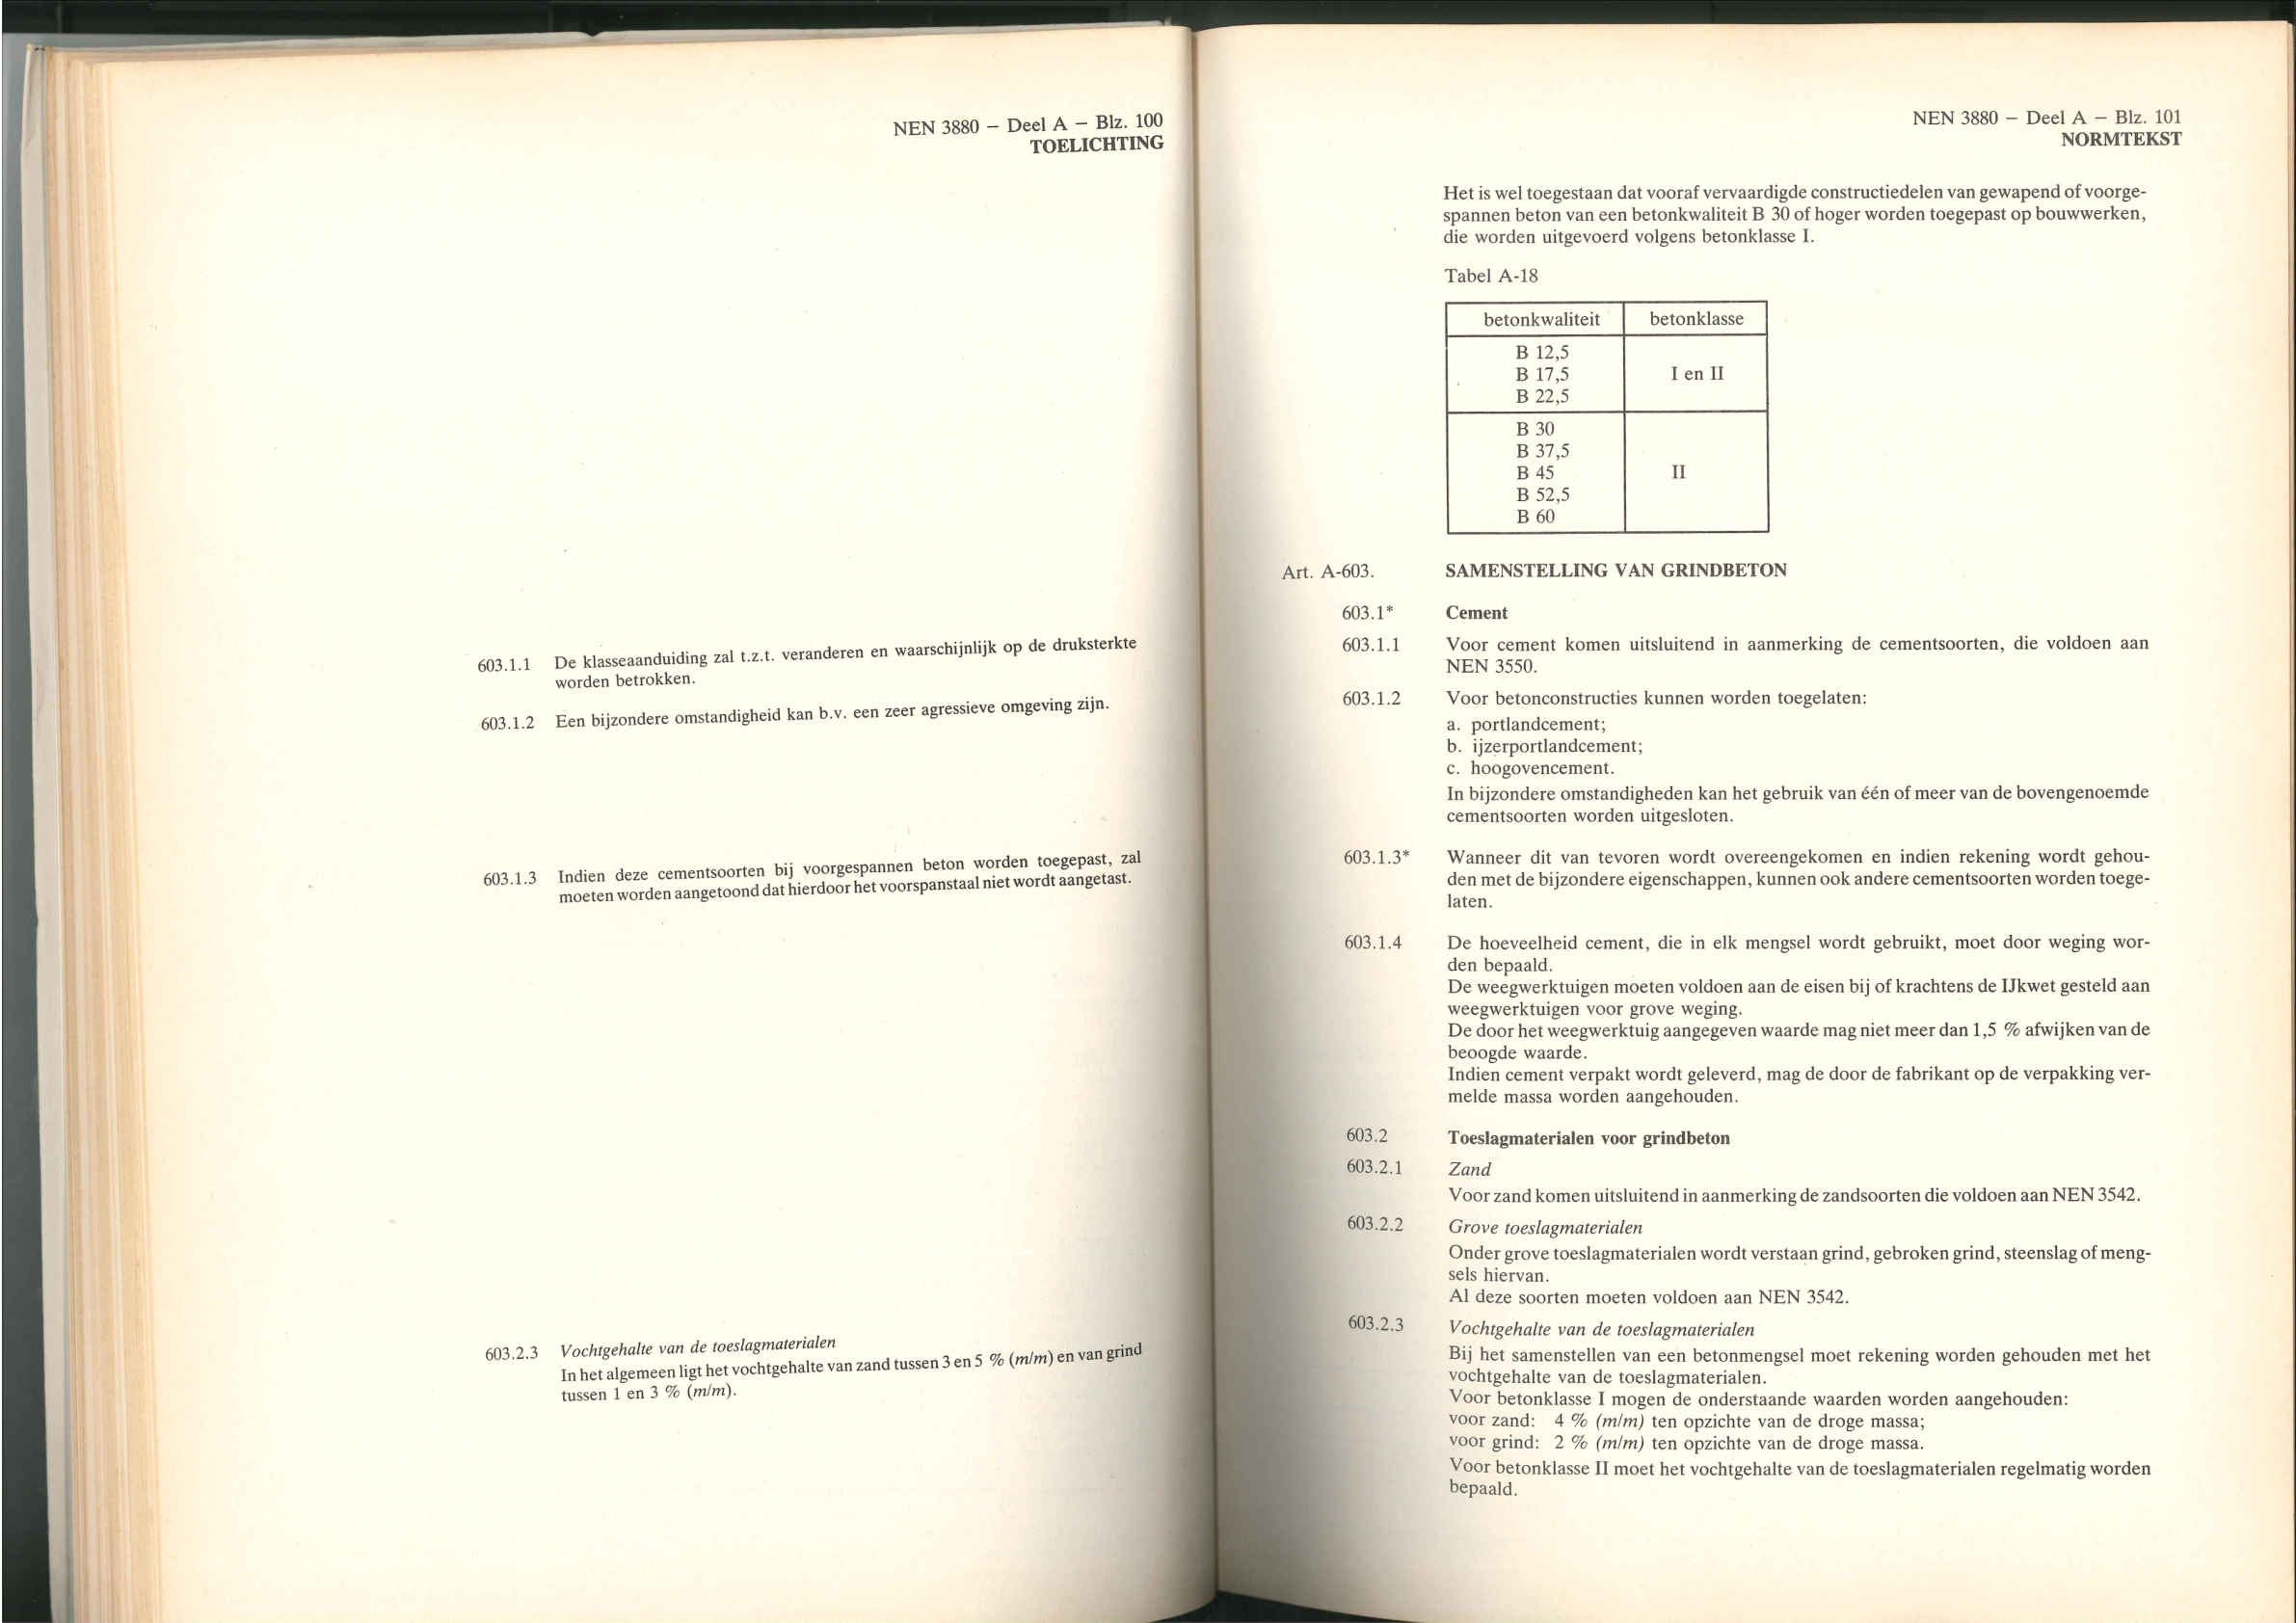 NEN 3880 — Deel A — Blz. 100
TOELICHTING
603.1.1 De klasseaanduiding zal t.z.t. veranderen en waarschijnlijk op de druksterkte
worden betrokken.
603.1.2 Een bijzondere omstandigheid kan b.v. een zeer agressieve omgeving zijn.
603.1.3 Indien deze cementsoorten bij voorgespannen beton worden toegepast, zal
moeten worden aangetoond dat hierdoor het voorspanstaal niet wordt aangetast.
603.2.3 Vochtgehalte van de toeslagmaterialen
In het algemeen ligt het vochtgehalte van zand tussen 3 en 5 % (m/m) en van grind
tussen 1 en 3 % (m/m).
NEN 3880 — Deel A — Blz. 101
NORMTEKST
Het is wel toegestaan dat vooraf vervaardigde constructiedelen van gewapend of voorge-
spannen beton van een betonkwaliteit B 30 of hoger worden toegepast op bouwwerken,
die worden uitgevoerd volgens betonklasse I.
Tabel A-18
betonkwaliteit betonklasse
B 12,5
B 17,5 I en II
B 22,5
B 30
B 37,5
B 45 II
B 52,5
B 60
Art. A-603. SAMENSTELLING VAN GRINDBETON
603.1* Cement
603.1.1 Voor cement komen uitsluitend in aanmerking de cementsoorten, die voldoen aan
NEN 3550.
603.1.2 Voor betonconstructies kunnen worden toegelaten:
a. portlandcement;
b. ijzerportlandcement;
c. hoogovencement.
In bijzondere omstandigheden kan het gebruik van één of meer van de bovengenoemde
cementsoorten worden uitgesloten.
603.1.3* Wanneer dit van tevoren wordt overeengekomen en indien rekening wordt gehou-
den met de bijzondere eigenschappen, kunnen ook andere cementsoorten worden toege-
laten.
603.1.4 De hoeveelheid cement, die in elk mengsel wordt gebruikt, moet door weging wor-
den bepaald.
De weegwerktuigen moeten voldoen aan de eisen bij of krachtens de IJkwet gesteld aan
weegwerktuigen voor grove weging.
De door het weegwerktuig aangegeven waarde mag niet meer dan 1,5 % afwijken van de
beoogde waarde.
Indien cement verpakt wordt geleverd, mag de door de fabrikant op de verpakking ver-
melde massa worden aangehouden.
603.2 Toeslagmaterialen voor grindbeton
603.2.1 Zand
Voor zand komen uitsluitend in aanmerking de zandsoorten die voldoen aan NEN 3542.
603.2.2 Grove toeslagmaterialen
Onder grove toeslagmaterialen wordt verstaan grind, gebroken grind, steenslag of meng-
sels hiervan.
Al deze soorten moeten voldoen aan NEN 3542.
603.2.3 Vochtgehalte van de toeslagmaterialen
Bij het samenstellen van een betonmengsel moet rekening worden gehouden met het
vochtgehalte van de toeslagmaterialen.
Voor betonklasse I mogen de onderstaande waarden worden aangehouden:
voor zand: 4 % (m/m) ten opzichte van de droge massa;
voor grind: 2 % (m/m) ten opzichte van de droge massa.
Voor betonklasse II moet het vochtgehalte van de toeslagmaterialen regelmatig worden
bepaald.